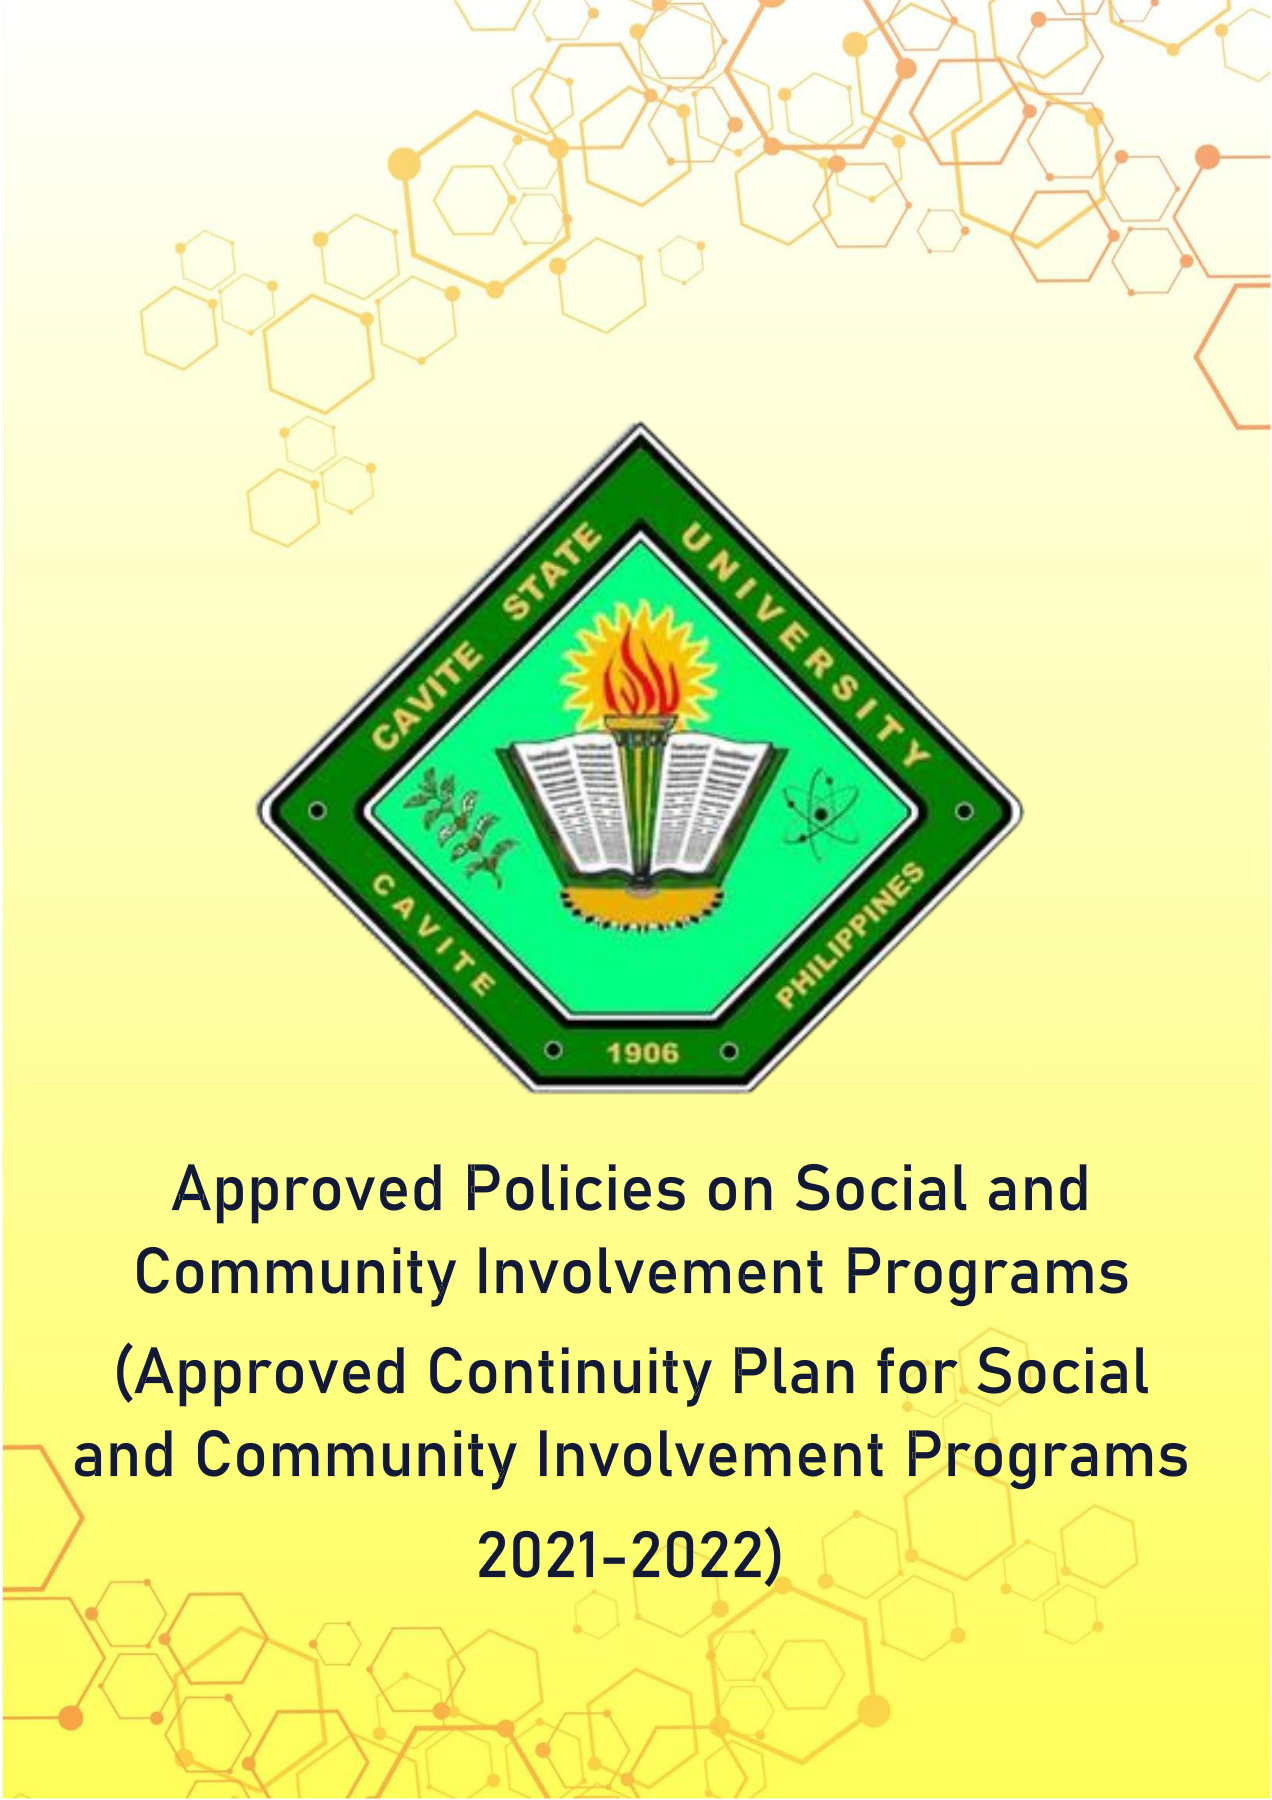 CAVITE STATE UNIVERSITY
CAVITE
PHILIPPINES
1906
Approved Policies on Social and
Community Involvement Programs
(Approved Continuity Plan for Social
and Community Involvement Programs
2021-2022)